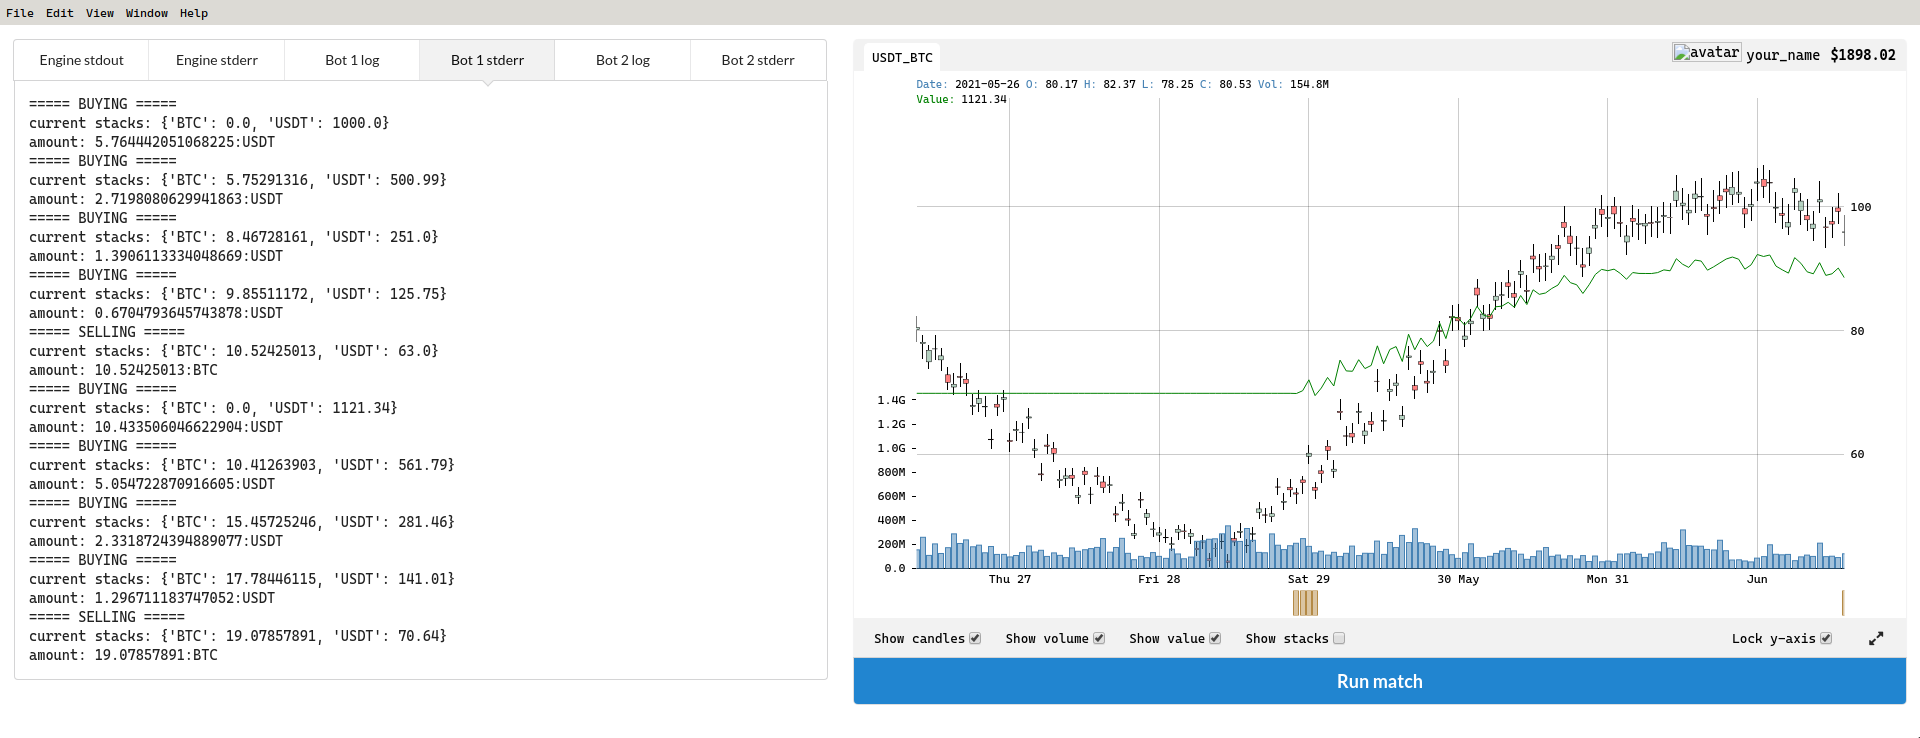 File Edit View Window Help
Engine stdout Engine stderr Bot 1 log Bot 1 stderr Bot 2 log Bot 2 stderr
===== BUYING =====
current stacks: {'BTC': 0.0, 'USDT': 1000.0}
amount: 5.764442051068225:USDT
===== BUYING =====
current stacks: {'BTC': 5.75291316, 'USDT': 500.99}
amount: 2.7198080629941863:USDT
===== BUYING =====
current stacks: {'BTC': 8.46728161, 'USDT': 251.0}
amount: 1.3906113334048669:USDT
===== BUYING =====
current stacks: {'BTC': 9.85511172, 'USDT': 125.75}
amount: 0.6704793645743878:USDT
===== SELLING =====
current stacks: {'BTC': 10.52425013, 'USDT': 63.0}
amount: 10.52425013:BTC
===== BUYING =====
current stacks: {'BTC': 0.0, 'USDT': 1121.34}
amount: 10.433506046622904:USDT
===== BUYING =====
current stacks: {'BTC': 10.41263903, 'USDT': 561.79}
amount: 5.054722870916605:USDT
===== BUYING =====
current stacks: {'BTC': 15.45725246, 'USDT': 281.46}
amount: 2.3318724394889077:USDT
===== BUYING =====
current stacks: {'BTC': 17.78446115, 'USDT': 141.01}
amount: 1.296711183747052:USDT
===== SELLING =====
current stacks: {'BTC': 19.07857891, 'USDT': 70.64}
amount: 19.07857891:BTC
USDT_BTC
avatar your_name $1898.02
Date: 2021-05-26 O: 80.17 H: 82.37 L: 78.25 C: 80.53 Vol: 154.8M
Value: 1121.34
100
80
60
1.4G
1.2G
1.0G
800M
600M
400M
200M
0.0
Thu 27 Fri 28 Sat 29 30 May Mon 31 Jun
Show candles Show volume Show value Show stacks Lock y-axis
Run match